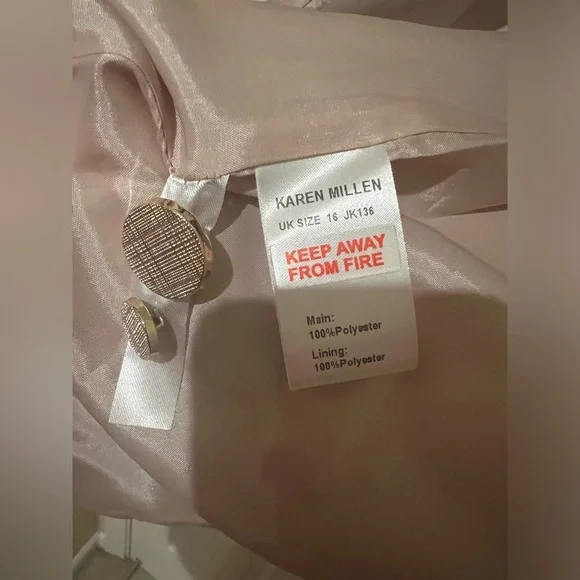 KAREN MILLEN
UK SIZE 16 JK136
KEEP AWAY
FROM FIRE
Main:
100%Polyester
Lining:
100%Polyester